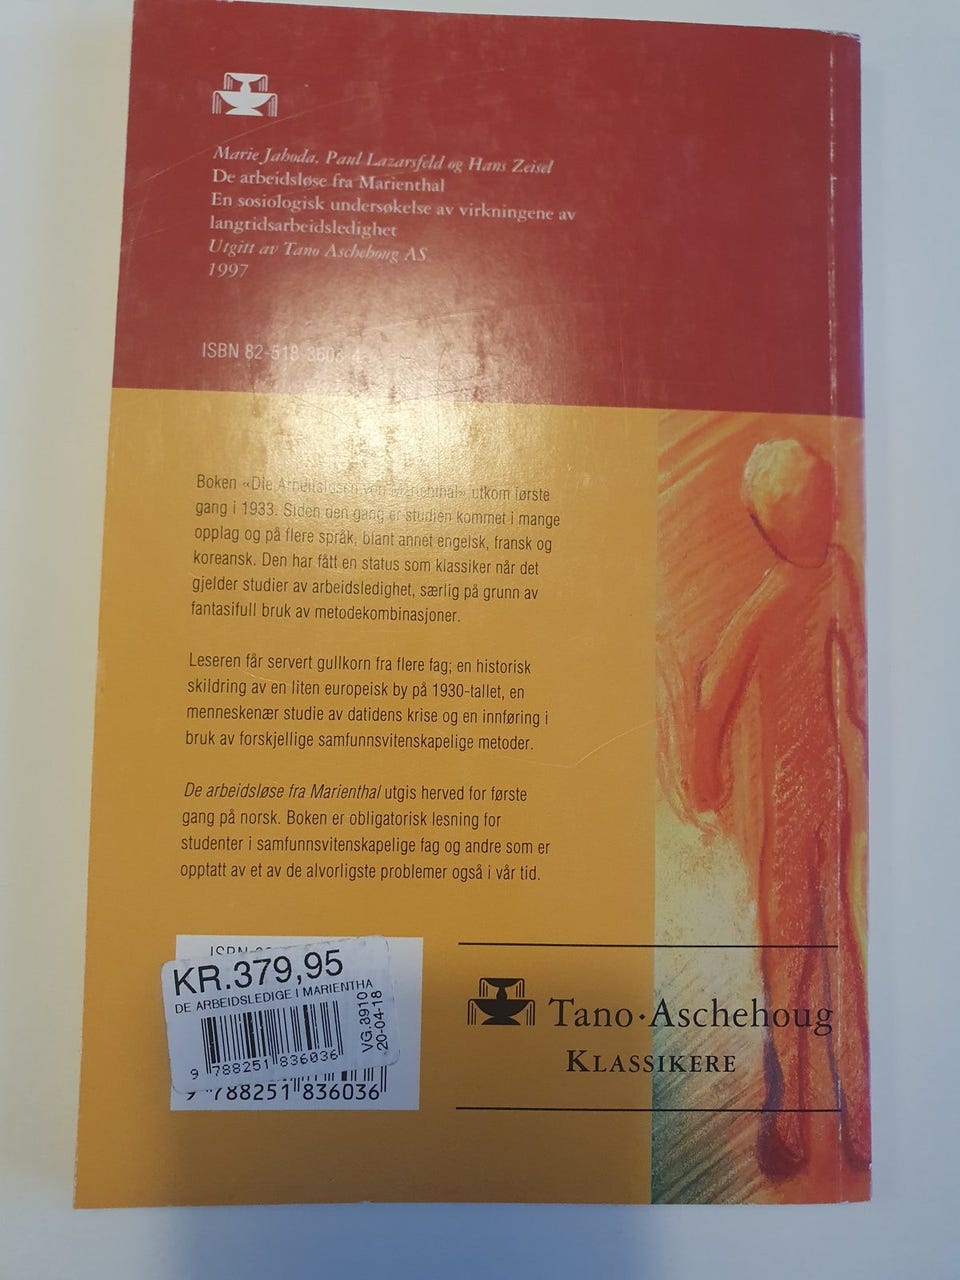 Marie Jahoda, Paul Lazarsfeld og Hans Zeisel
De arbeidsløse fra Marienthal
En sosiologisk undersøkelse av virkningene av
langtidsarbeidsledighet
Utgitt av Tano Aschehoug AS
1997
ISBN 82-518-3603-4
Boken «Die Arbeitslosen von Marienthal» utkom første
gang i 1933. Siden den gang er studien kommet i mange
opplag og på flere språk, blant annet engelsk, fransk og
koreansk. Den har fått en status som klassiker når det
gjelder studier av arbeidsledighet, særlig på grunn av
fantasifull bruk av metodekombinasjoner.
Leseren får servert gullkorn fra flere fag; en historisk
skildring av en liten europeisk by på 1930-tallet, en
menneskenær studie av datidens krise og en innføring i
bruk av forskjellige samfunnsvitenskapelige metoder.
De arbeidsløse fra Marienthal utgis herved for første
gang på norsk. Boken er obligatorisk lesning for
studenter i samfunnsvitenskapelige fag og andre som er
opptatt av et av de alvorligste problemer også i vår tid.
KR.379,95
DE ARBEIDSLEDIGE I MARIENTHA
VG.3910
20-04-18
9 788251 836036
9 788251 836036
Tano·Aschehoug
KLASSIKERE